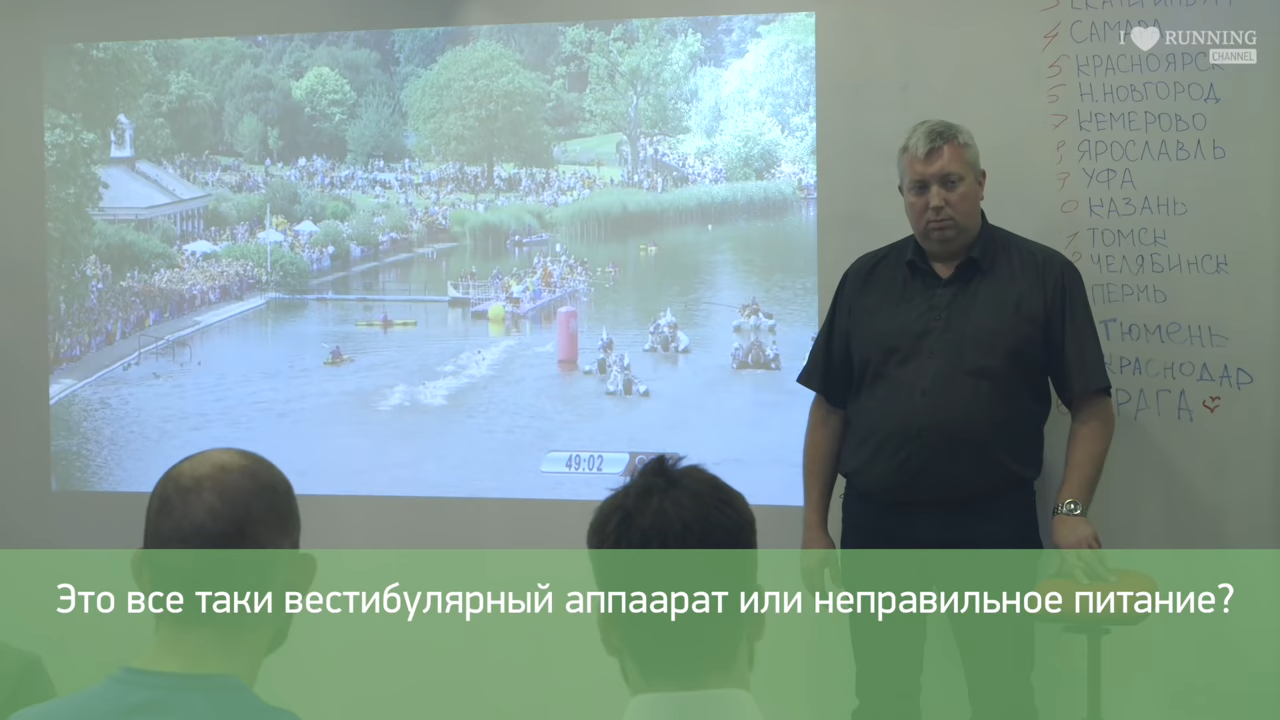 САМАРА
I RUNNING
CHANNEL
КРАСНОЯРСК
Н.НОВГОРОД
КЕМЕРОВО
ЯРОСЛАВЛЬ
УФА
КАЗАНЬ
ТОМСК
ЧЕЛЯБИНСК
ПЕРМЬ
ТЮМЕНЬ
КРАСНОДАР
РАГА
49:02
Это все таки вестибулярный аппаарат или неправильное питание?